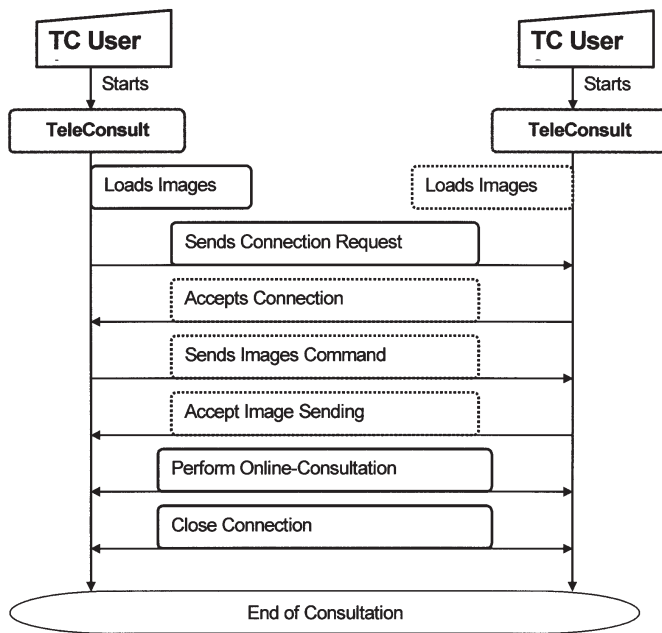 TC User TC User
Starts Starts
TeleConsult TeleConsult
Loads Images Loads Images
Sends Connection Request
Accepts Connection
Sends Images Command
Accept Image Sending
Perform Online-Consultation
Close Connection
End of Consultation